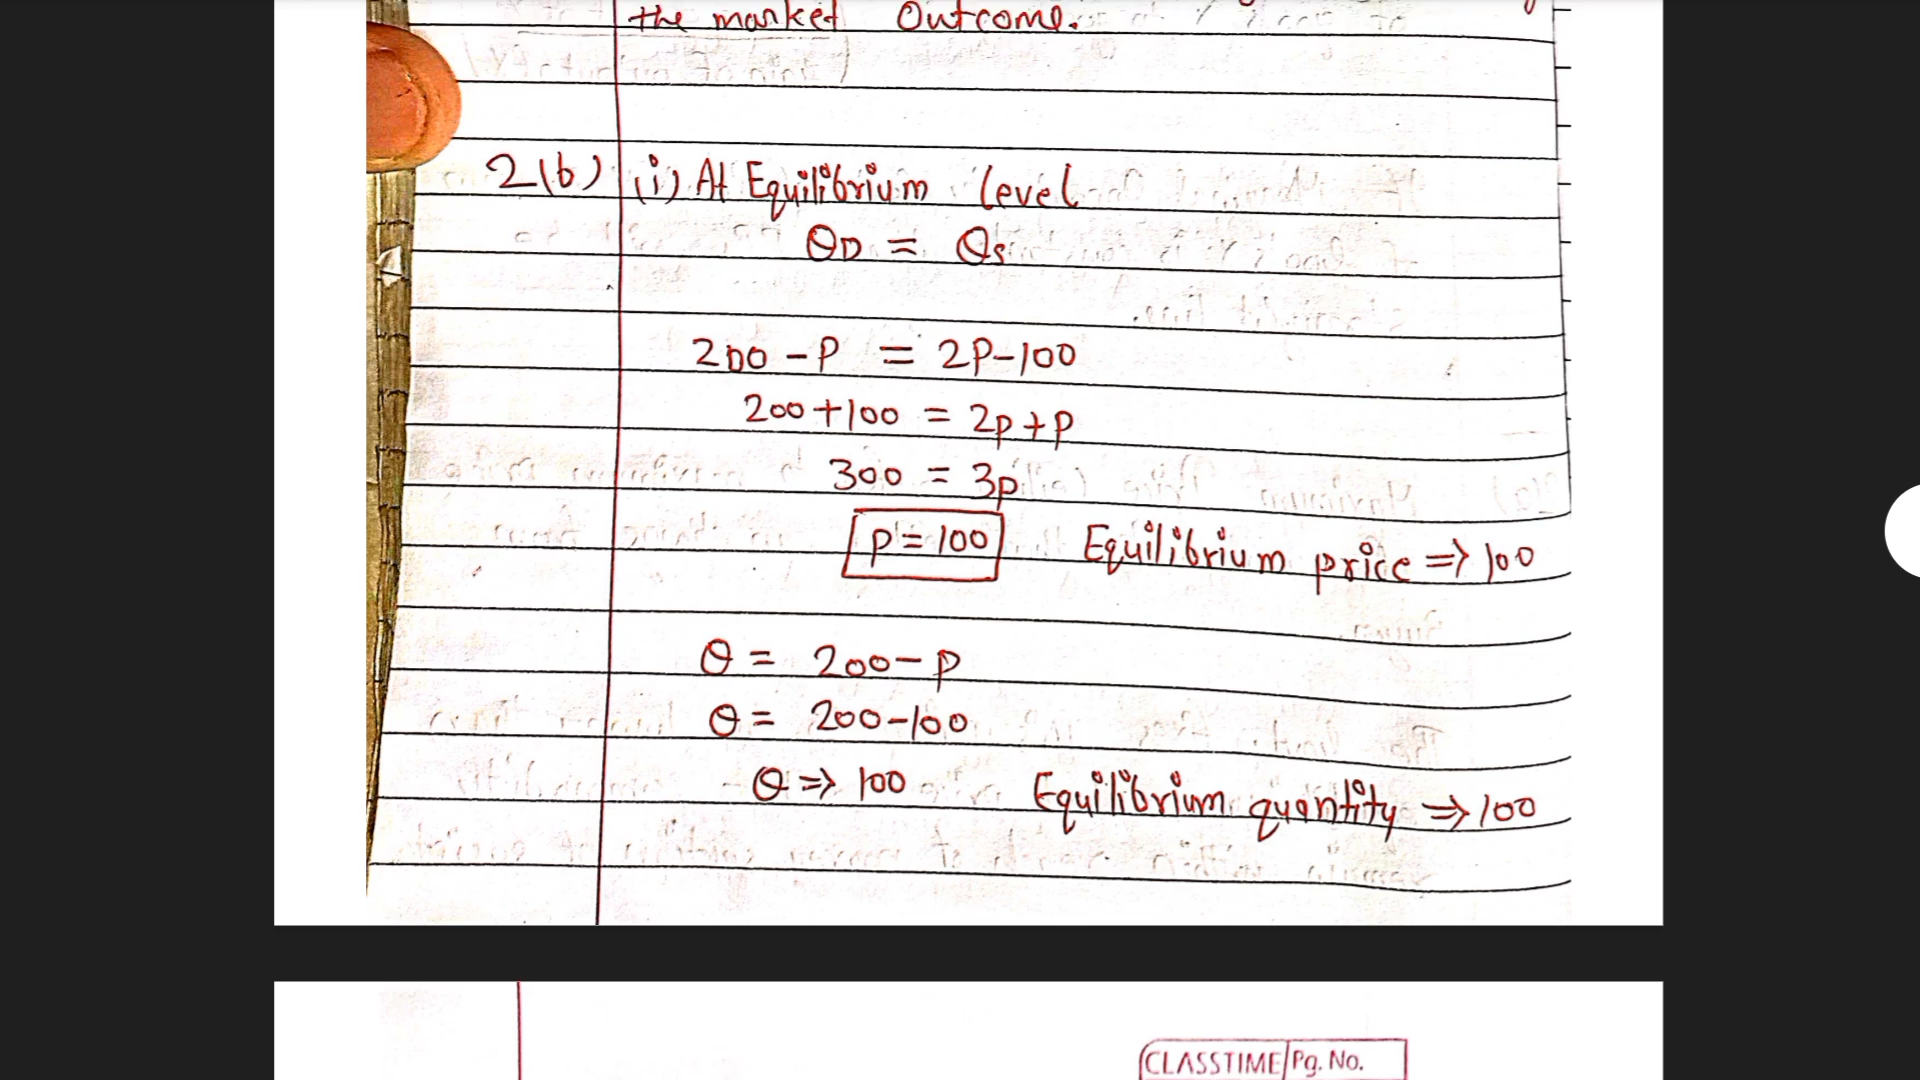 the market Outcome.
2(b) (i) At Equilibrium level
QD = Qs
200 - P = 2P-100
200+100 = 2p+p
300 = 3p
p = 100 Equilibrium price => 100
Q = 200-p
Q = 200-100
Q => 100 Equilibrium quantity => 100
CLASSTIME Pg. No.